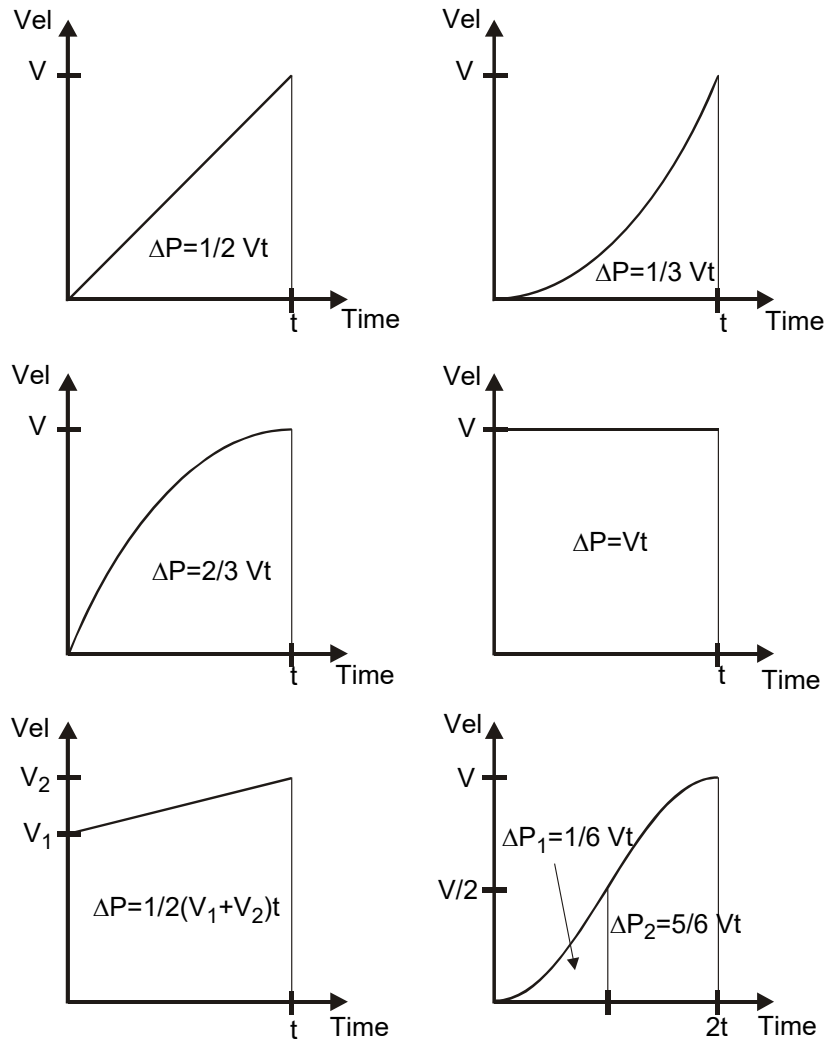 Vel
V
ΔP=1/2 Vt
t
Time
Vel
V
ΔP=1/3 Vt
t
Time
Vel
V
ΔP=2/3 Vt
t
Time
Vel
V
ΔP=Vt
t
Time
Vel
V₂
V₁
ΔP=1/2(V₁+V₂)t
t
Time
Vel
V
ΔP₁=1/6 Vt
V/2
ΔP₂=5/6 Vt
2t
Time